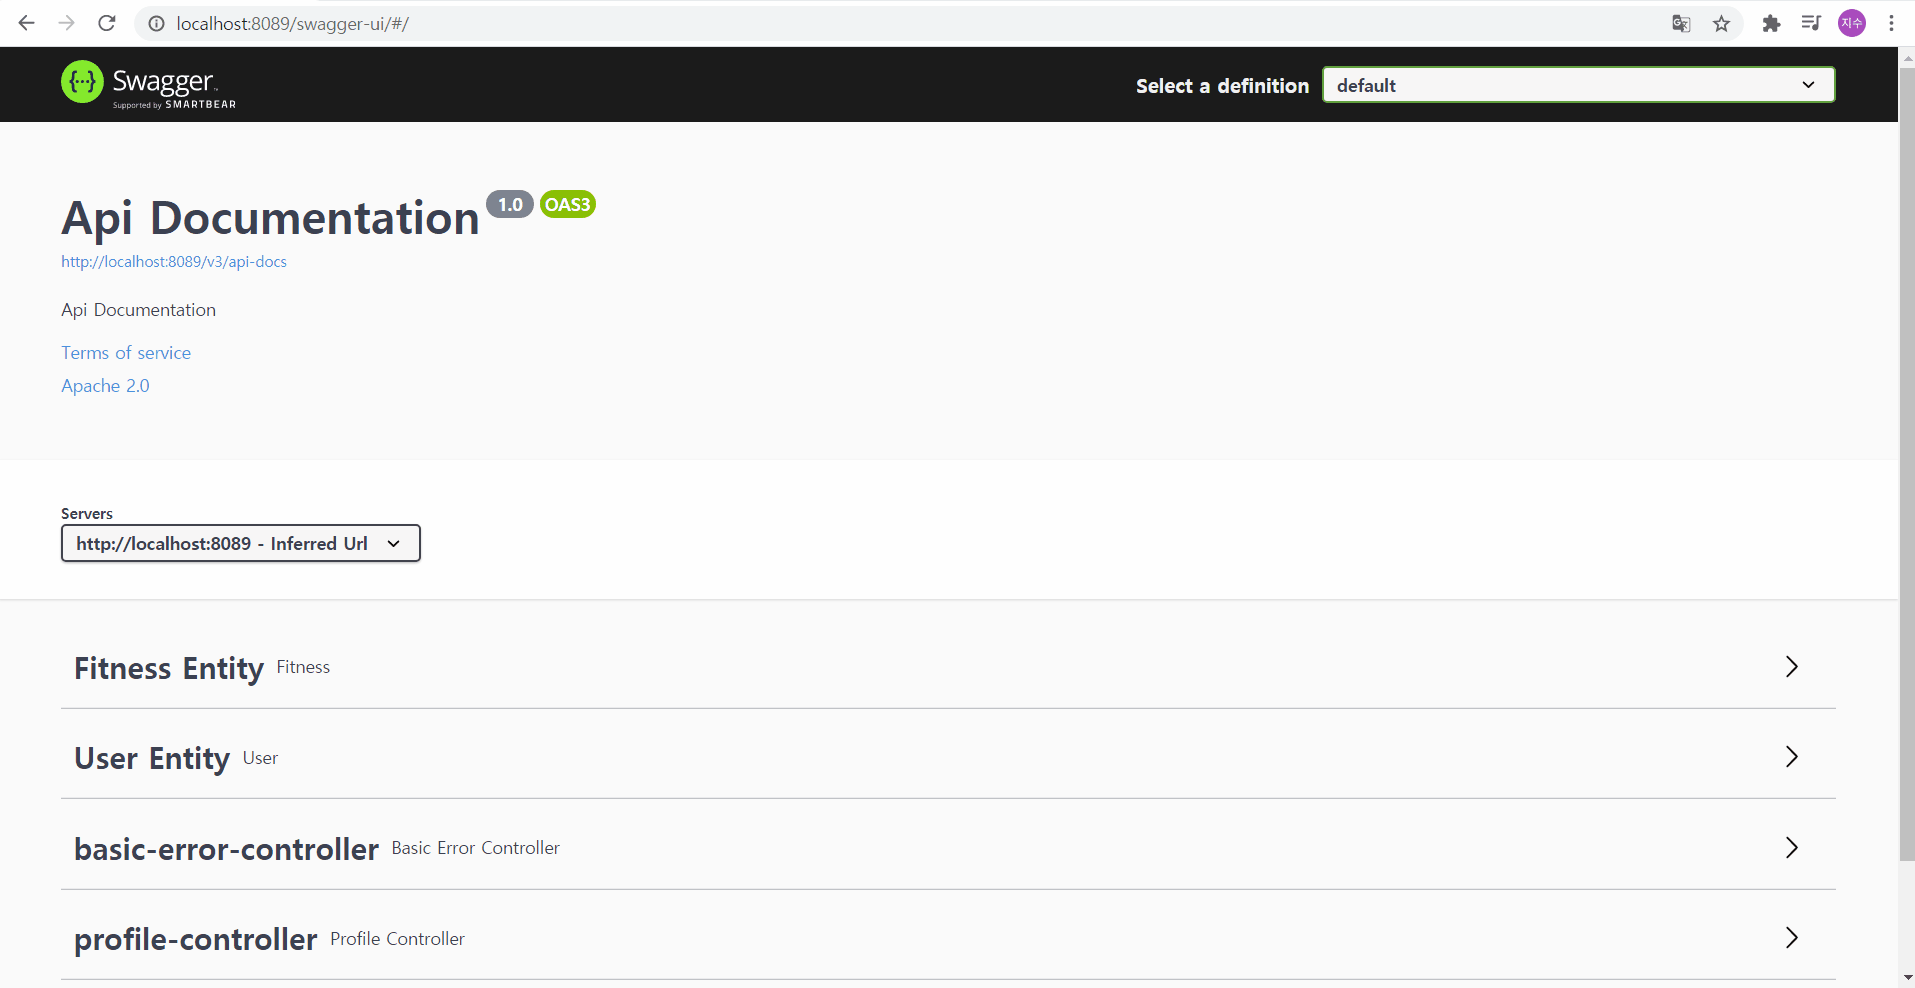 localhost:8089/swagger-ui/#/
지수
Swagger™
Supported by SMARTBEAR
Select a definition
default
Api Documentation 1.0 OAS3
http://localhost:8089/v3/api-docs
Api Documentation
Terms of service
Apache 2.0
Servers
http://localhost:8089 - Inferred Url
Fitness Entity Fitness
User Entity User
basic-error-controller Basic Error Controller
profile-controller Profile Controller